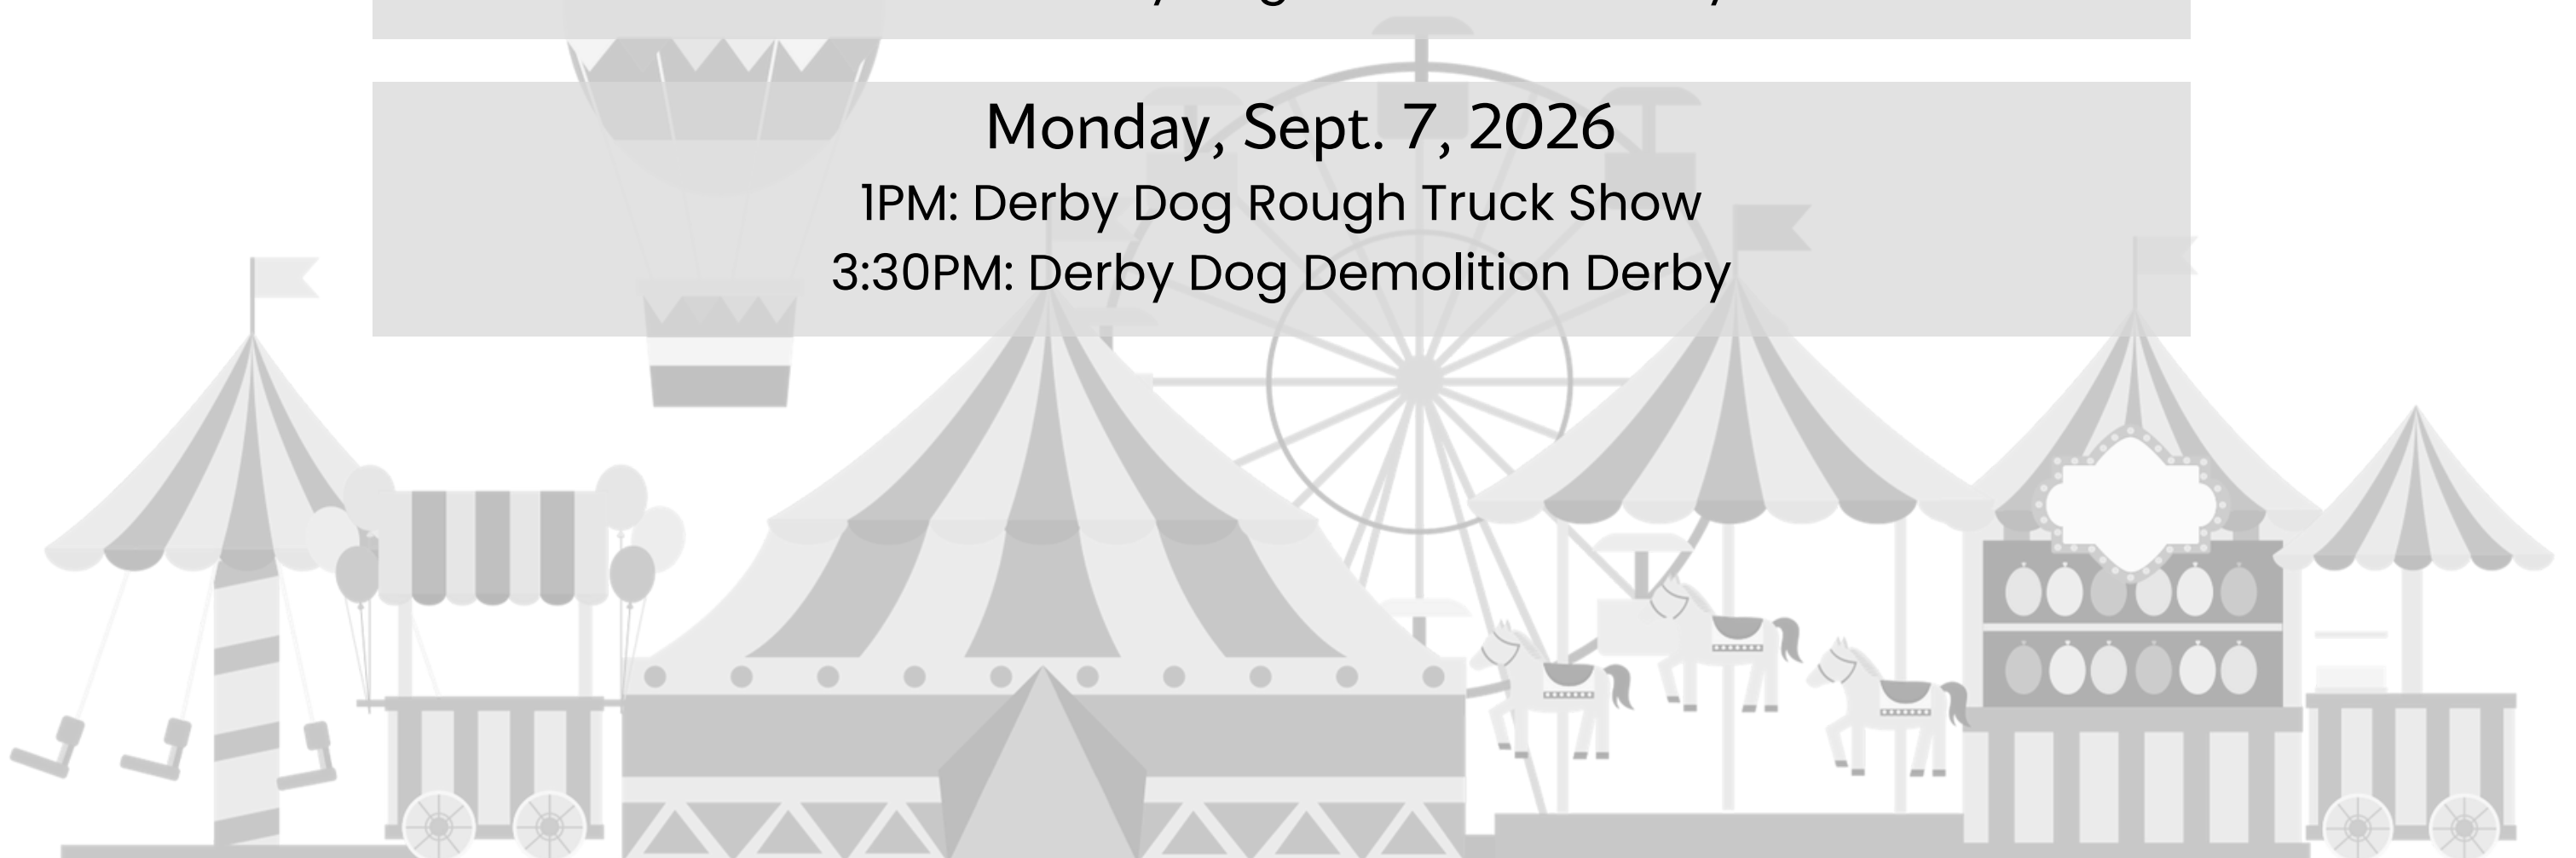 Monday, Sept. 7, 2026
1PM: Derby Dog Rough Truck Show
3:30PM: Derby Dog Demolition Derby